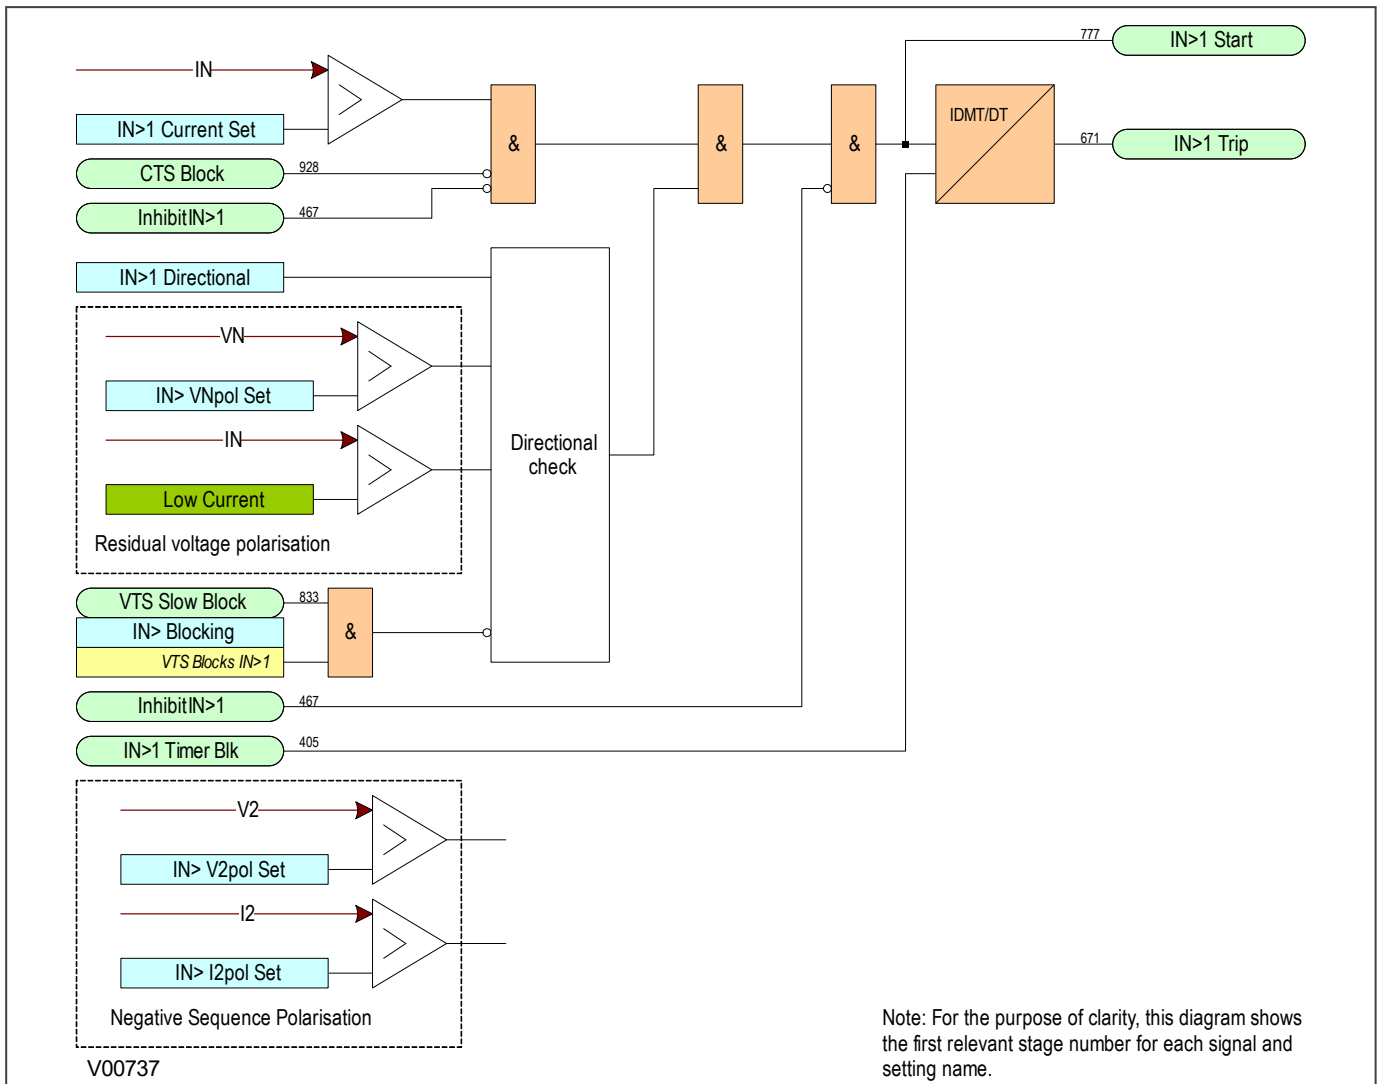 IN
IN>1 Current Set
CTS Block
928
InhibitIN>1
467
&
&
&
IDMT/DT
777
IN>1 Start
671
IN>1 Trip
IN>1 Directional
VN
IN> VNpol Set
IN
Low Current
Residual voltage polarisation
Directional
check
VTS Slow Block
833
IN> Blocking
VTS Blocks IN>1
&
InhibitIN>1
467
IN>1 Timer Blk
405
V2
IN> V2pol Set
I2
IN> I2pol Set
Negative Sequence Polarisation
V00737
Note: For the purpose of clarity, this diagram shows
the first relevant stage number for each signal and
setting name.